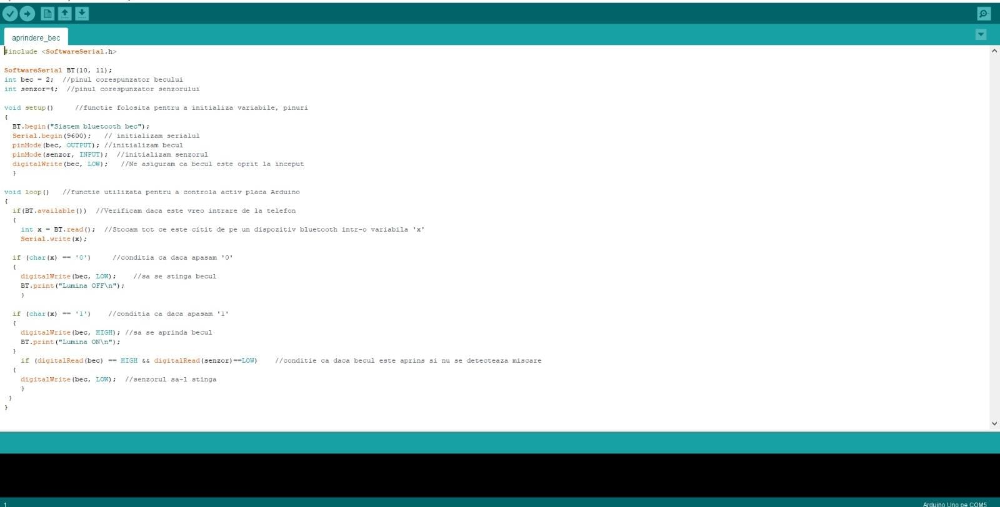 aprindere_bec
#include <SoftwareSerial.h>
SoftwareSerial BT(10, 11);
int bec = 2;  //pinul corespunzator becului
int senzor=4;  //pinul corespunzator senzorului
void setup()     //functie folosita pentru a initializa variabile, pinuri
{
BT.begin("Sistem bluetooth bec");
Serial.begin(9600);   // initializam serialul
pinMode(bec, OUTPUT); //initializam becul
pinMode(senzor, INPUT);  //initializam senzorul
digitalWrite(bec, LOW);   //Ne asiguram ca becul este oprit la inceput
}
void loop()   //functie utilizata pentru a controla activ placa Arduino
{
if(BT.available())  //Verificam daca este vreo intrare de la telefon
{
int x = BT.read();  //Stocam tot ce este citit de pe un dispozitiv bluetooth intr-o variabila 'x'
Serial.write(x);
if (char(x) == '0')     //conditia ca daca apasam '0'
{
digitalWrite(bec, LOW);    //sa se stinga becul
BT.print("Lumina OFF\n");
}
if (char(x) == '1')    //conditia ca daca apasam '1'
{
digitalWrite(bec, HIGH); //sa se aprinda becul
BT.print("Lumina ON\n");
}
if (digitalRead(bec) == HIGH && digitalRead(senzor)==LOW)    //conditie ca daca becul este aprins si nu se detecteaza miscare
{
digitalWrite(bec, LOW);  //senzorul sa-l stinga
}
}
}
1
Arduino Uno pe COM5